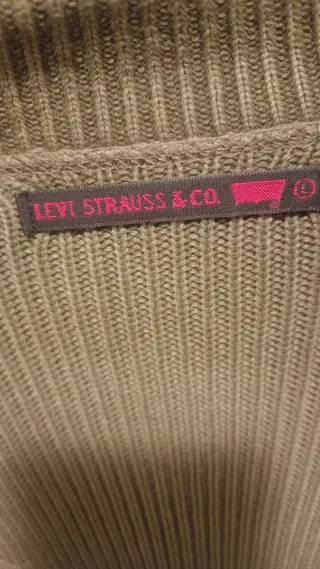 LEVI STRAUSS & CO. L